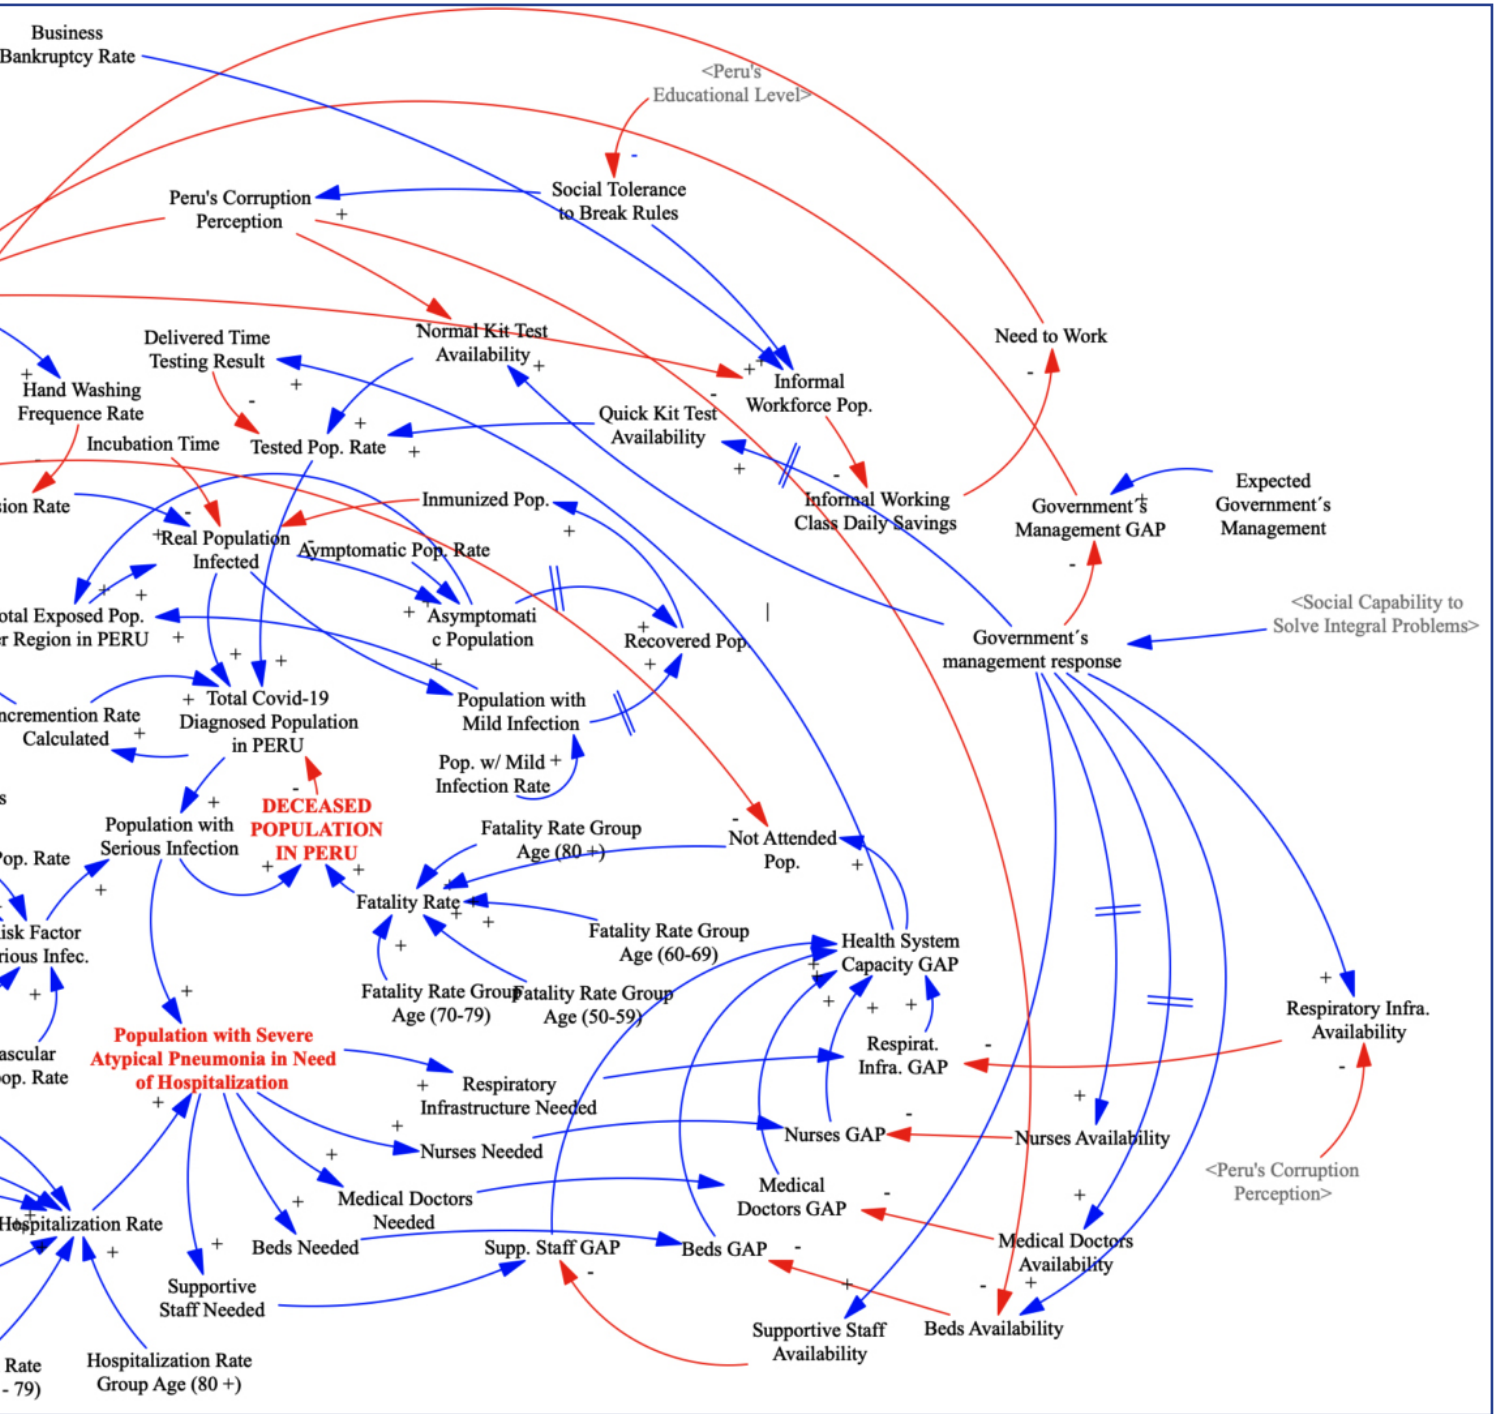 Business
Bankruptcy Rate
<Peru's
Educational Level>
-
Peru's Corruption
Perception
+
Social Tolerance
to Break Rules
Delivered Time
Testing Result
+
Normal Kit Test
Availability
+
Need to Work
-
+
Hand Washing
Frequence Rate
-
+
+
Informal
Workforce Pop.
-
Incubation Time
Tested Pop. Rate
+
+
Quick Kit Test
Availability
+
-
Informal Working
Class Daily Savings
Government´s
Management GAP
+
-
Expected
Government´s
Management
-
sion Rate
+
-
Real Population
Infected
-
Inmunized Pop.
+
Aymptomatic Pop. Rate
+
+
otal Exposed Pop.
er Region in PERU
+
+
Asymptomati
c Population
+
Recovered Pop.
+
+
Government´s
management response
<Social Capability to
Solve Integral Problems>
+
+
+
Total Covid-19
Diagnosed Population
in PERU
ncremention Rate
Calculated
+
Population with
Mild Infection
Pop. w/ Mild
Infection Rate
+
s
+
-
DECEASED
POPULATION
IN PERU
Population with
Serious Infection
+
+
Fatality Rate Group
Age (80 +)
-
Not Attended
Pop.
+
Pop. Rate
+
Fatality Rate
+
+
+
+
isk Factor
rious Infec.
+
Fatality Rate Group
Age (60-69)
Fatality Rate Group
Age (70-79)
Fatality Rate Group
Age (50-59)
Health System
Capacity GAP
+
+
+
+
+
+
Respiratory Infra.
Availability
-
ascular
pop. Rate
+
Population with Severe
Atypical Pneumonia in Need
of Hospitalization
+
+
Respiratory
Infrastructure Needed
Respirat.
Infra. GAP
-
+
Nurses Needed
Nurses GAP
-
+
Nurses Availability
<Peru's Corruption
Perception>
+
Medical Doctors
Needed
Medical
Doctors GAP
-
+
Medical Doctors
Availability
Hospitalization Rate
+
+
Beds Needed
Supp. Staff GAP
-
Beds GAP
-
+
Supportive
Staff Needed
+
Supportive Staff
Availability
-
+
Beds Availability
Rate
- 79)
Hospitalization Rate
Group Age (80 +)